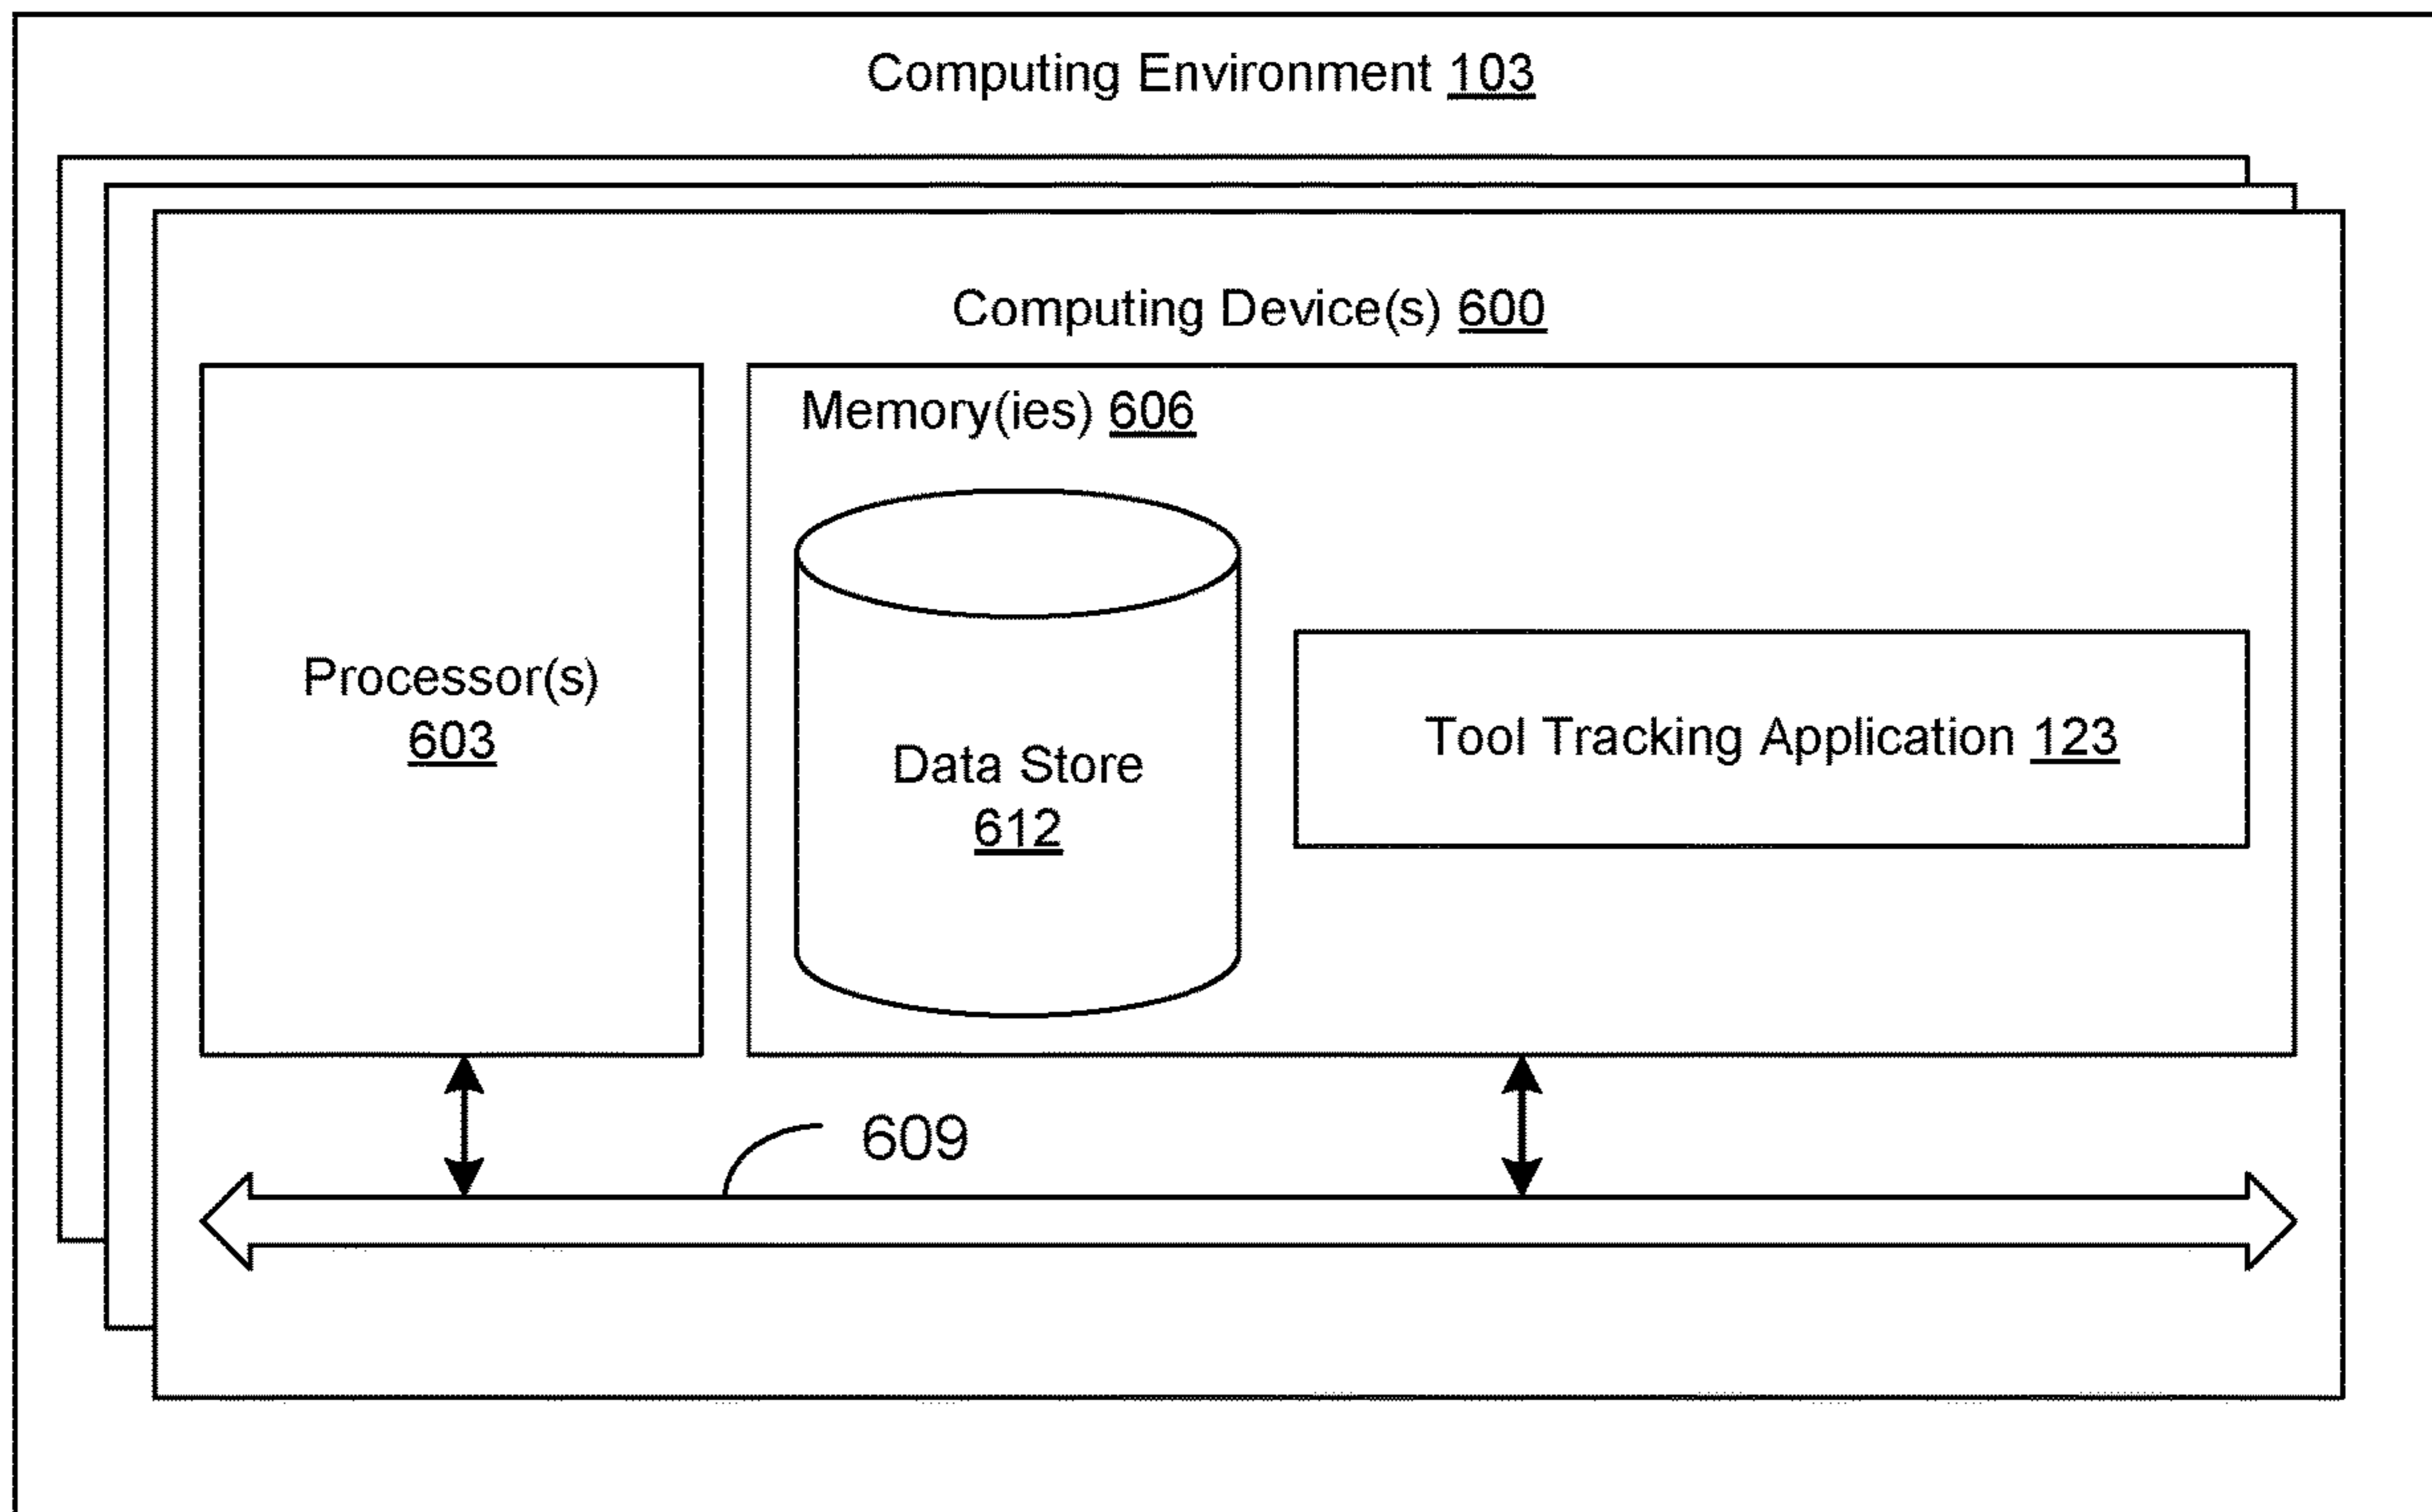 Computing Environment 103
Computing Device(s) 600
Memory(ies) 606
Processor(s)
603
Data Store
612
Tool Tracking Application 123
609